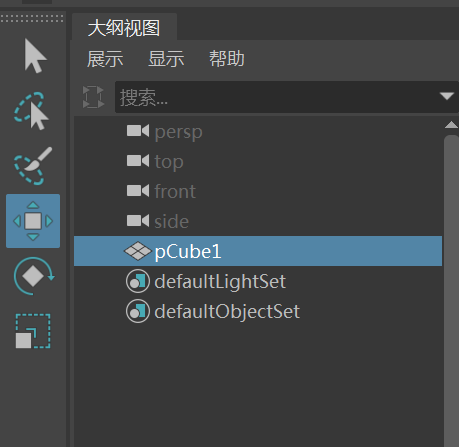 大纲视图
展示 显示 帮助
搜索...
persp
top
front
side
pCube1
defaultLightSet
defaultObjectSet